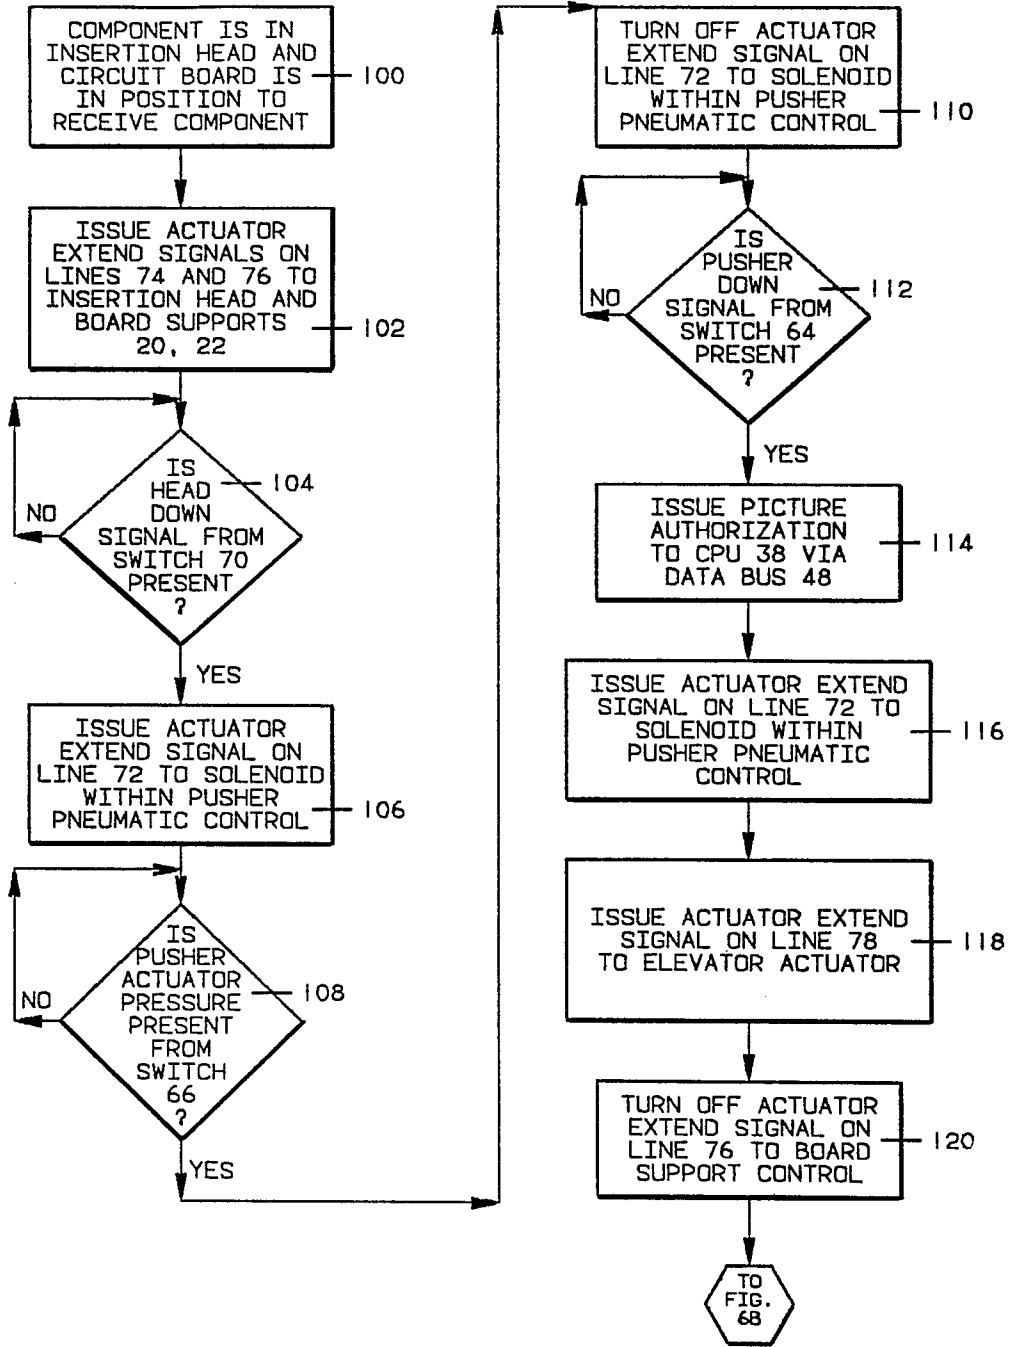 COMPONENT IS IN
INSERTION HEAD AND
CIRCUIT BOARD IS
IN POSITION TO
RECEIVE COMPONENT
100
ISSUE ACTUATOR
EXTEND SIGNALS ON
LINES 74 AND 76 TO
INSERTION HEAD AND
BOARD SUPPORTS
20, 22
102
IS
HEAD
DOWN
SIGNAL FROM
SWITCH 70
PRESENT
?
104
NO
YES
ISSUE ACTUATOR
EXTEND SIGNAL ON
LINE 72 TO SOLENOID
WITHIN PUSHER
PNEUMATIC CONTROL
106
IS
PUSHER
ACTUATOR
PRESSURE
PRESENT
FROM
SWITCH
66
?
108
NO
YES
TURN OFF ACTUATOR
EXTEND SIGNAL ON
LINE 72 TO SOLENOID
WITHIN PUSHER
PNEUMATIC CONTROL
110
IS
PUSHER
DOWN
SIGNAL FROM
SWITCH 64
PRESENT
?
112
NO
YES
ISSUE PICTURE
AUTHORIZATION
TO CPU 38 VIA
DATA BUS 48
114
ISSUE ACTUATOR EXTEND
SIGNAL ON LINE 72 TO
SOLENOID WITHIN
PUSHER PNEUMATIC
CONTROL
116
ISSUE ACTUATOR EXTEND
SIGNAL ON LINE 78
TO ELEVATOR ACTUATOR
118
TURN OFF ACTUATOR
EXTEND SIGNAL ON
LINE 76 TO BOARD
SUPPORT CONTROL
120
TO
FIG.
6B